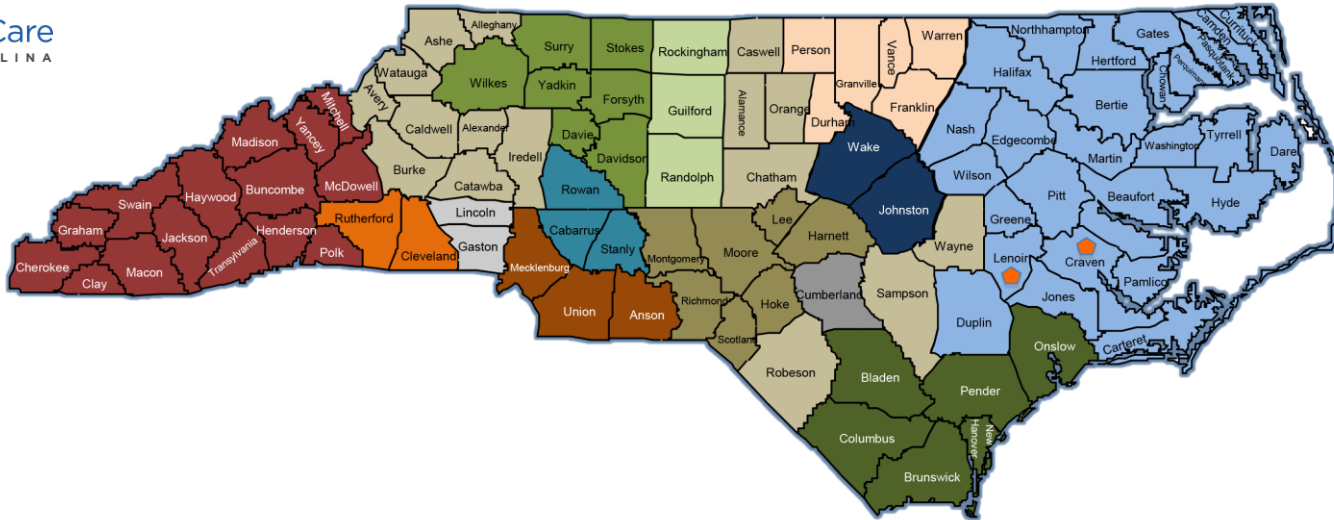 Care
LINA
Alleghany
Ashe
Surry
Stokes
Rockingham
Caswell
Person
Vance
Warren
Northhampton
Gates
Camden
Currituck
Pasquotank
Perquimans
Watauga
Wilkes
Yadkin
Forsyth
Guilford
Alamance
Orange
Durham
Granville
Franklin
Halifax
Hertford
Chowan
Bertie
Avery
Mitchell
Yancey
Madison
Caldwell
Alexander
Iredell
Davie
Davidson
Randolph
Chatham
Wake
Nash
Edgecombe
Martin
Washington
Tyrrell
Dare
Burke
McDowell
Buncombe
Haywood
Swain
Catawba
Rowan
Wilson
Pitt
Beaufort
Hyde
Johnston
Greene
Graham
Jackson
Henderson
Transylvania
Rutherford
Lincoln
Cabarrus
Stanly
Lee
Harnett
Moore
Montgomery
Wayne
Lenoir
Craven
Pamlico
Cherokee
Clay
Macon
Polk
Cleveland
Gaston
Mecklenburg
Union
Anson
Richmond
Hoke
Scotland
Cumberland
Sampson
Duplin
Jones
Carteret
Onslow
Robeson
Bladen
Pender
Columbus
Brunswick
New
Hanover